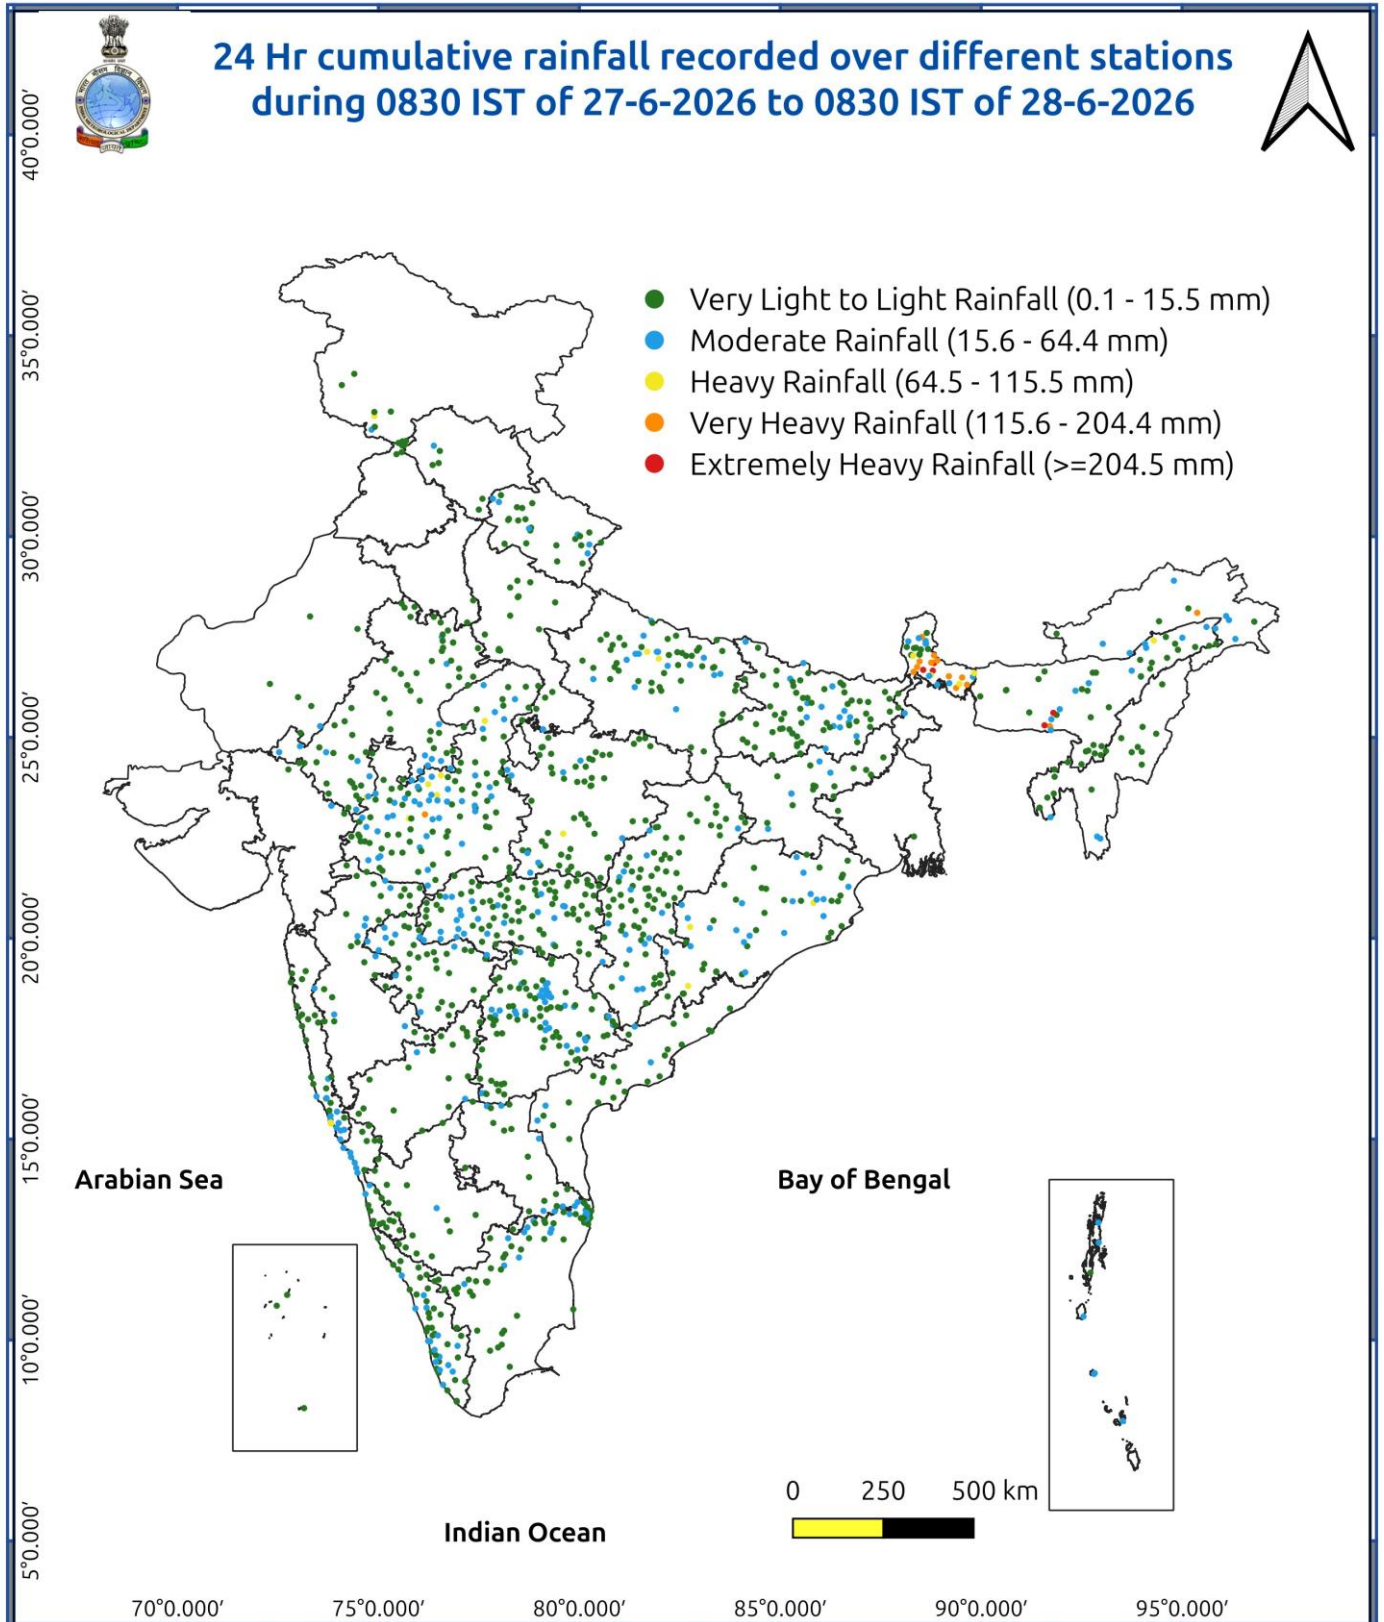 24 Hr cumulative rainfall recorded over different stations
during 0830 IST of 27-6-2026 to 0830 IST of 28-6-2026
Very Light to Light Rainfall (0.1 - 15.5 mm)
Moderate Rainfall (15.6 - 64.4 mm)
Heavy Rainfall (64.5 - 115.5 mm)
Very Heavy Rainfall (115.6 - 204.4 mm)
Extremely Heavy Rainfall (>=204.5 mm)
40°0.000′
35°0.000′
30°0.000′
25°0.000′
20°0.000′
15°0.000′
10°0.000′
5°0.000′
Arabian Sea
Bay of Bengal
Indian Ocean
0 250 500 km
70°0.000′ 75°0.000′ 80°0.000′ 85°0.000′ 90°0.000′ 95°0.000′